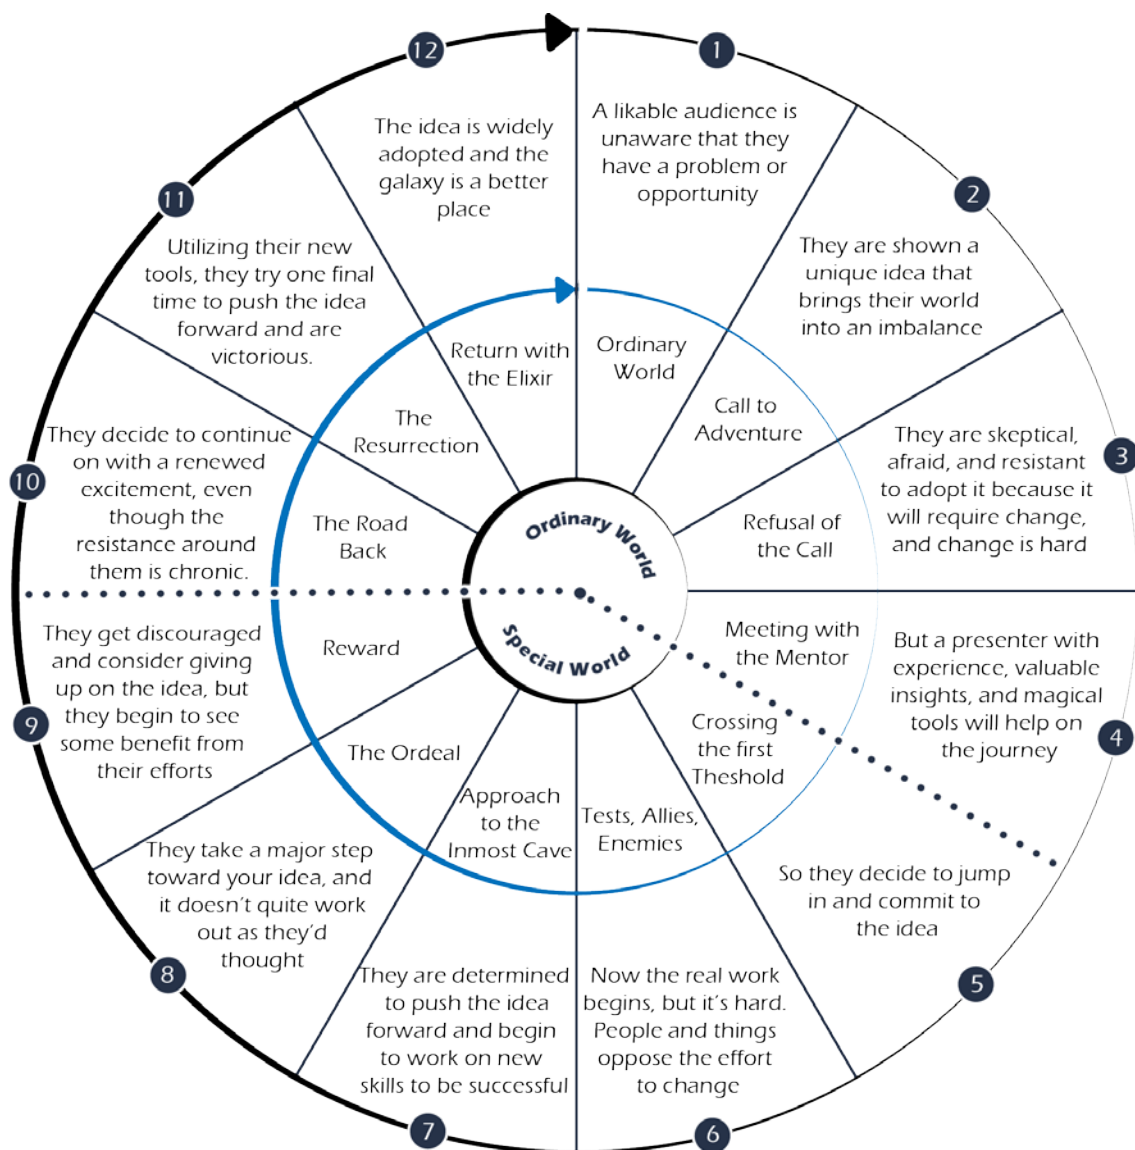 1
A likable audience is
unaware that they
have a problem or
opportunity
2
They are shown a
unique idea that
brings their world
into an imbalance
3
They are skeptical,
afraid, and resistant
to adopt it because it
will require change,
and change is hard
4
But a presenter with
experience, valuable
insights, and magical
tools will help on
the journey
5
So they decide to jump
in and commit to
the idea
6
Now the real work
begins, but it's hard.
People and things
oppose the effort
to change
7
They are determined
to push the idea
forward and begin
to work on new
skills to be successful
8
They take a major step
toward your idea, and
it doesn't quite work
out as they'd
thought
9
They get discouraged
and consider giving
up on the idea, but
they begin to see
some benefit from
their efforts
10
They decide to continue
on with a renewed
excitement, even
though the
resistance around
them is chronic.
11
Utilizing their new
tools, they try one final
time to push the idea
forward and are
victorious.
12
The idea is widely
adopted and the
galaxy is a better
place
Ordinary
World
Call to
Adventure
Refusal of
the Call
Meeting with
the Mentor
Crossing
the first
Theshold
Tests, Allies,
Enemies
Approach
to the
Inmost Cave
The Ordeal
Reward
The Road
Back
The
Resurrection
Return with
the Elixir
Ordinary World
Special World